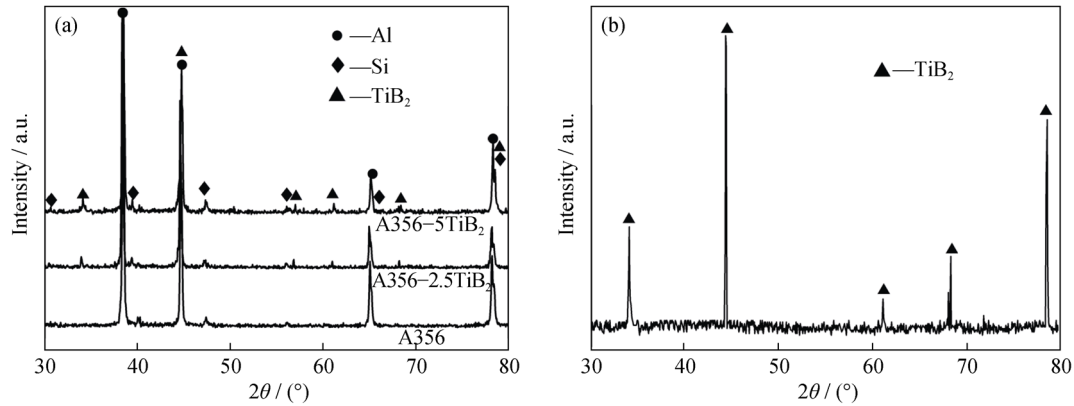 (a)
●—Al
◆—Si
▲—TiB₂
Intensity / a.u.
A356−5TiB₂
A356−2.5TiB₂
A356
30 40 50 60 70 80
2θ / (°)
(b)
▲—TiB₂
Intensity / a.u.
30 40 50 60 70 80
2θ / (°)